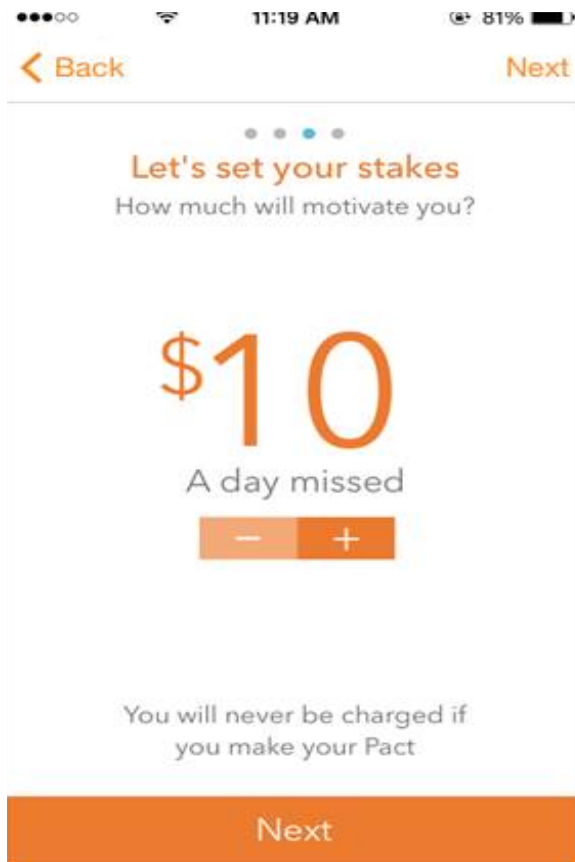 11:19 AM 81%
Back Next
Let's set your stakes
How much will motivate you?
$10
A day missed
− +
You will never be charged if
you make your Pact
Next